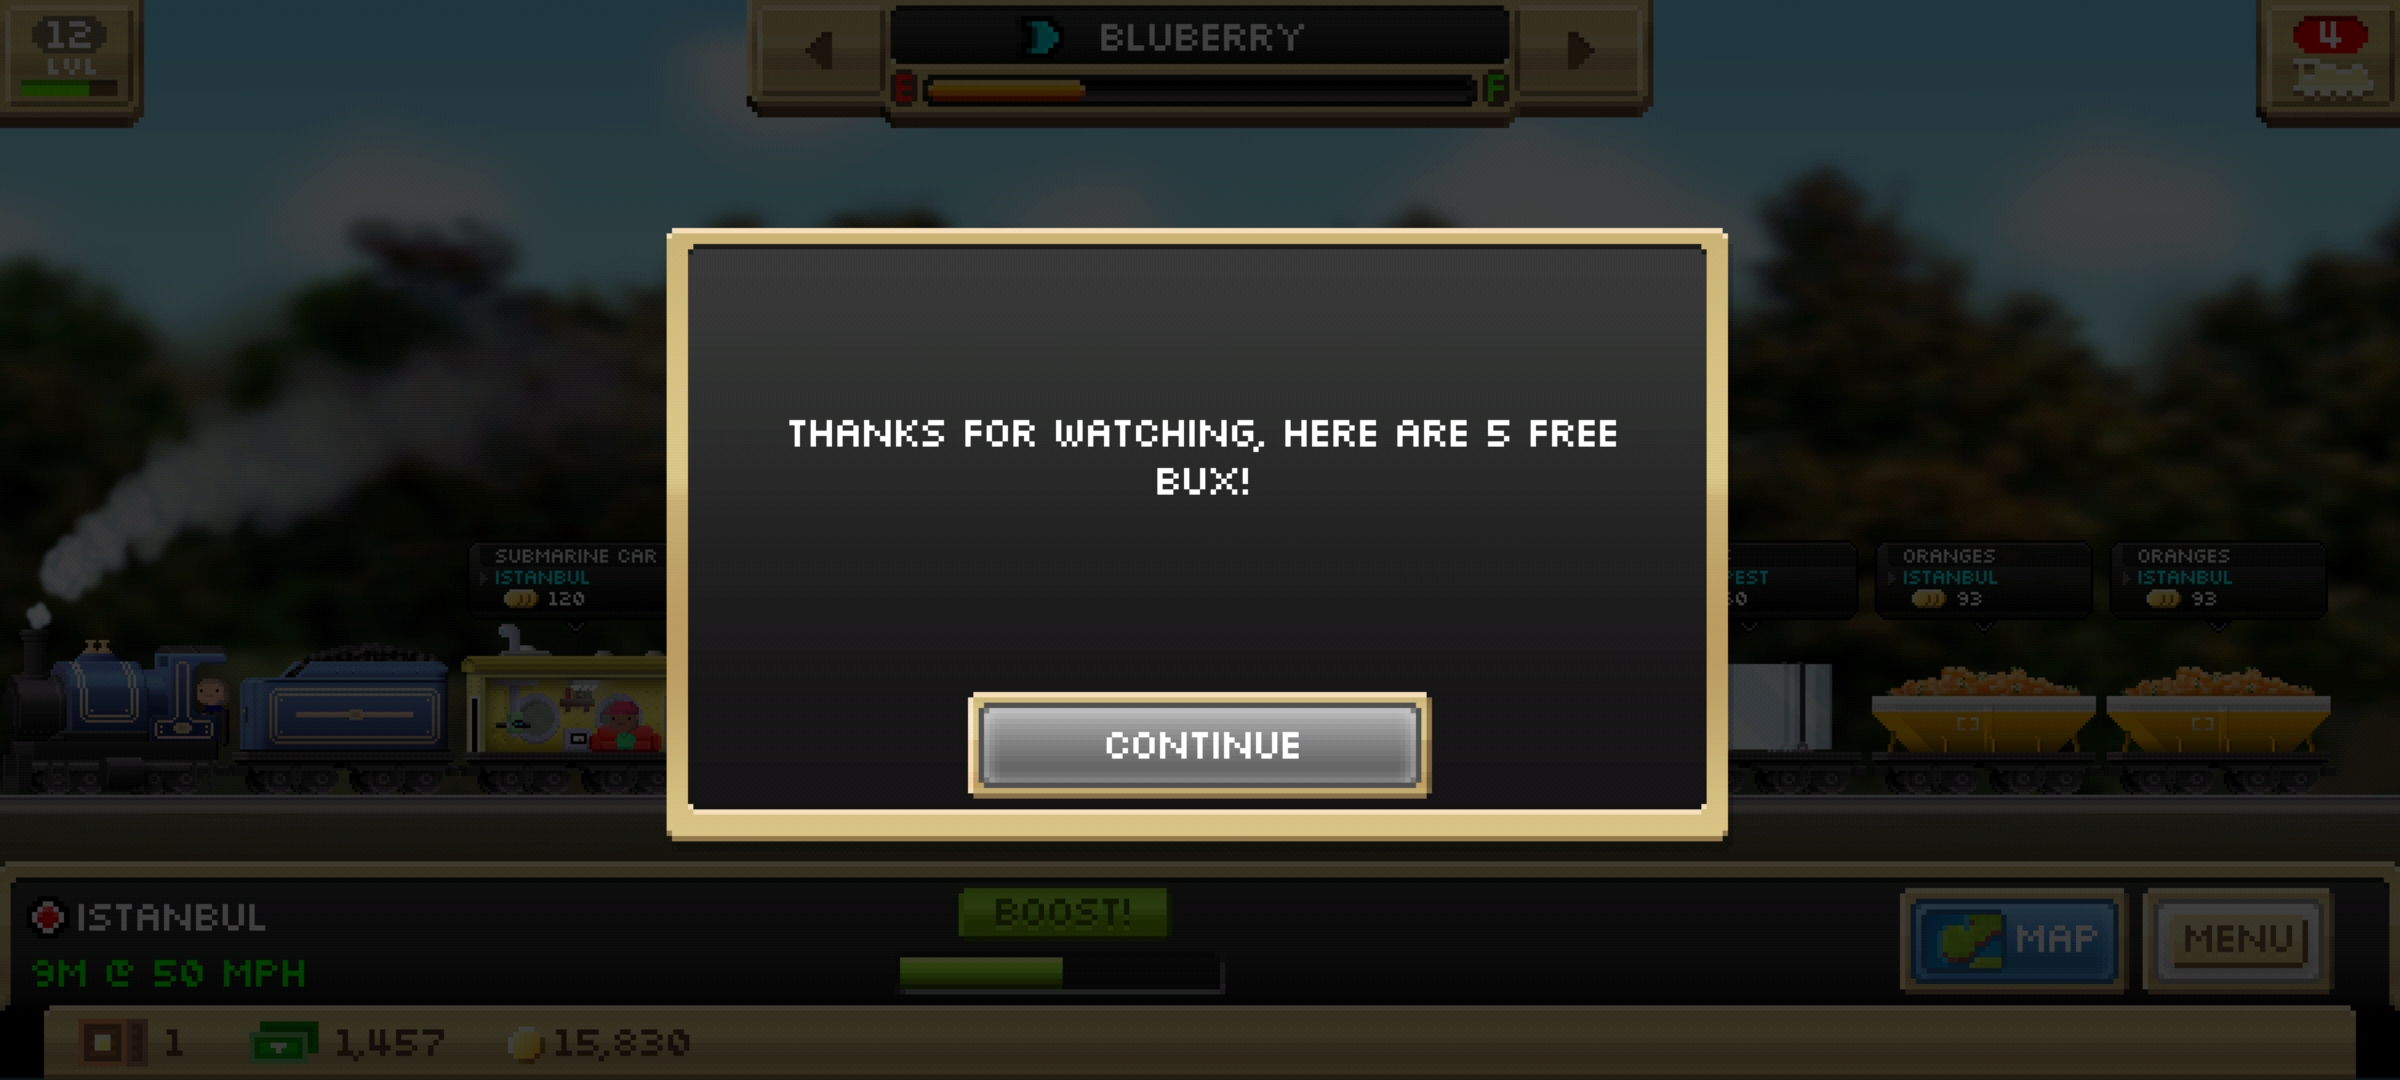 12
LVL
BLUBERRY
E
F
4
THANKS FOR WATCHING, HERE ARE 5 FREE
BUX!
CONTINUE
SUBMARINE CAR
ISTANBUL
120
ORANGES
ISTANBUL
93
ORANGES
ISTANBUL
93
ISTANBUL
9M @ 50 MPH
BOOST!
MAP
MENU
1
1,457
15,830